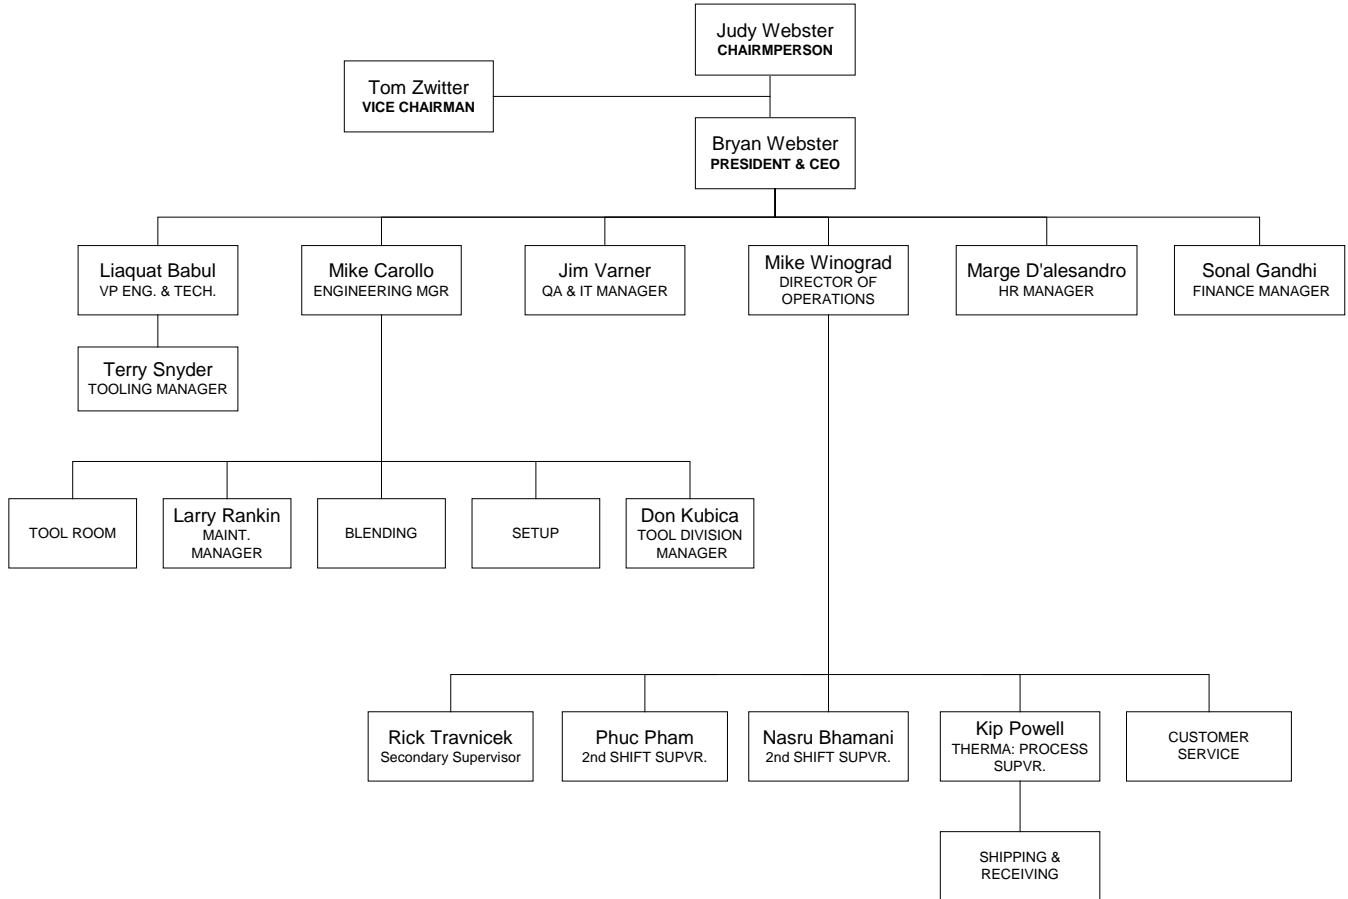 Judy Webster
CHAIRMPERSON
Tom Zwitter
VICE CHAIRMAN
Bryan Webster
PRESIDENT & CEO
Liaquat Babul
VP ENG. & TECH.
Mike Carollo
ENGINEERING MGR
Jim Varner
QA & IT MANAGER
Mike Winograd
DIRECTOR OF
OPERATIONS
Marge D'alesandro
HR MANAGER
Sonal Gandhi
FINANCE MANAGER
Terry Snyder
TOOLING MANAGER
TOOL ROOM
Larry Rankin
MAINT.
MANAGER
BLENDING
SETUP
Don Kubica
TOOL DIVISION
MANAGER
Rick Travnicek
Secondary Supervisor
Phuc Pham
2nd SHIFT SUPVR.
Nasru Bhamani
2nd SHIFT SUPVR.
Kip Powell
THERMA: PROCESS
SUPVR.
CUSTOMER
SERVICE
SHIPPING &
RECEIVING